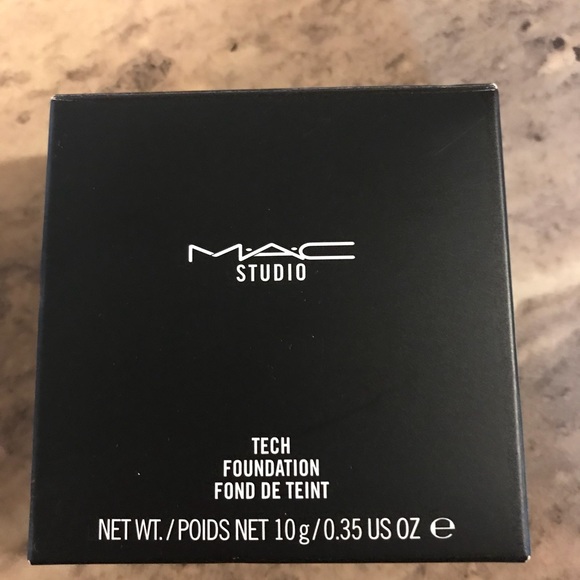 M·A·C
STUDIO
TECH
FOUNDATION
FOND DE TEINT
NET WT./POIDS NET 10 g/0.35 US OZ ℮